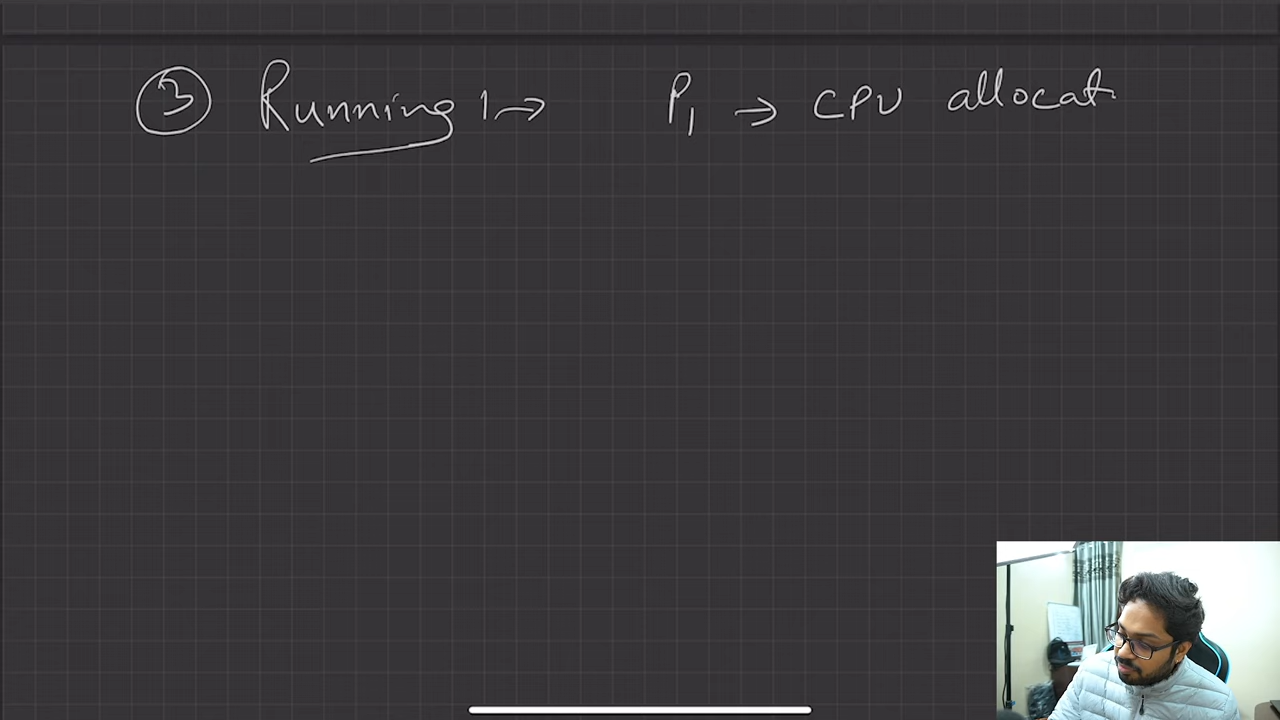 ③ Running :→ P₁ → CPU allocat